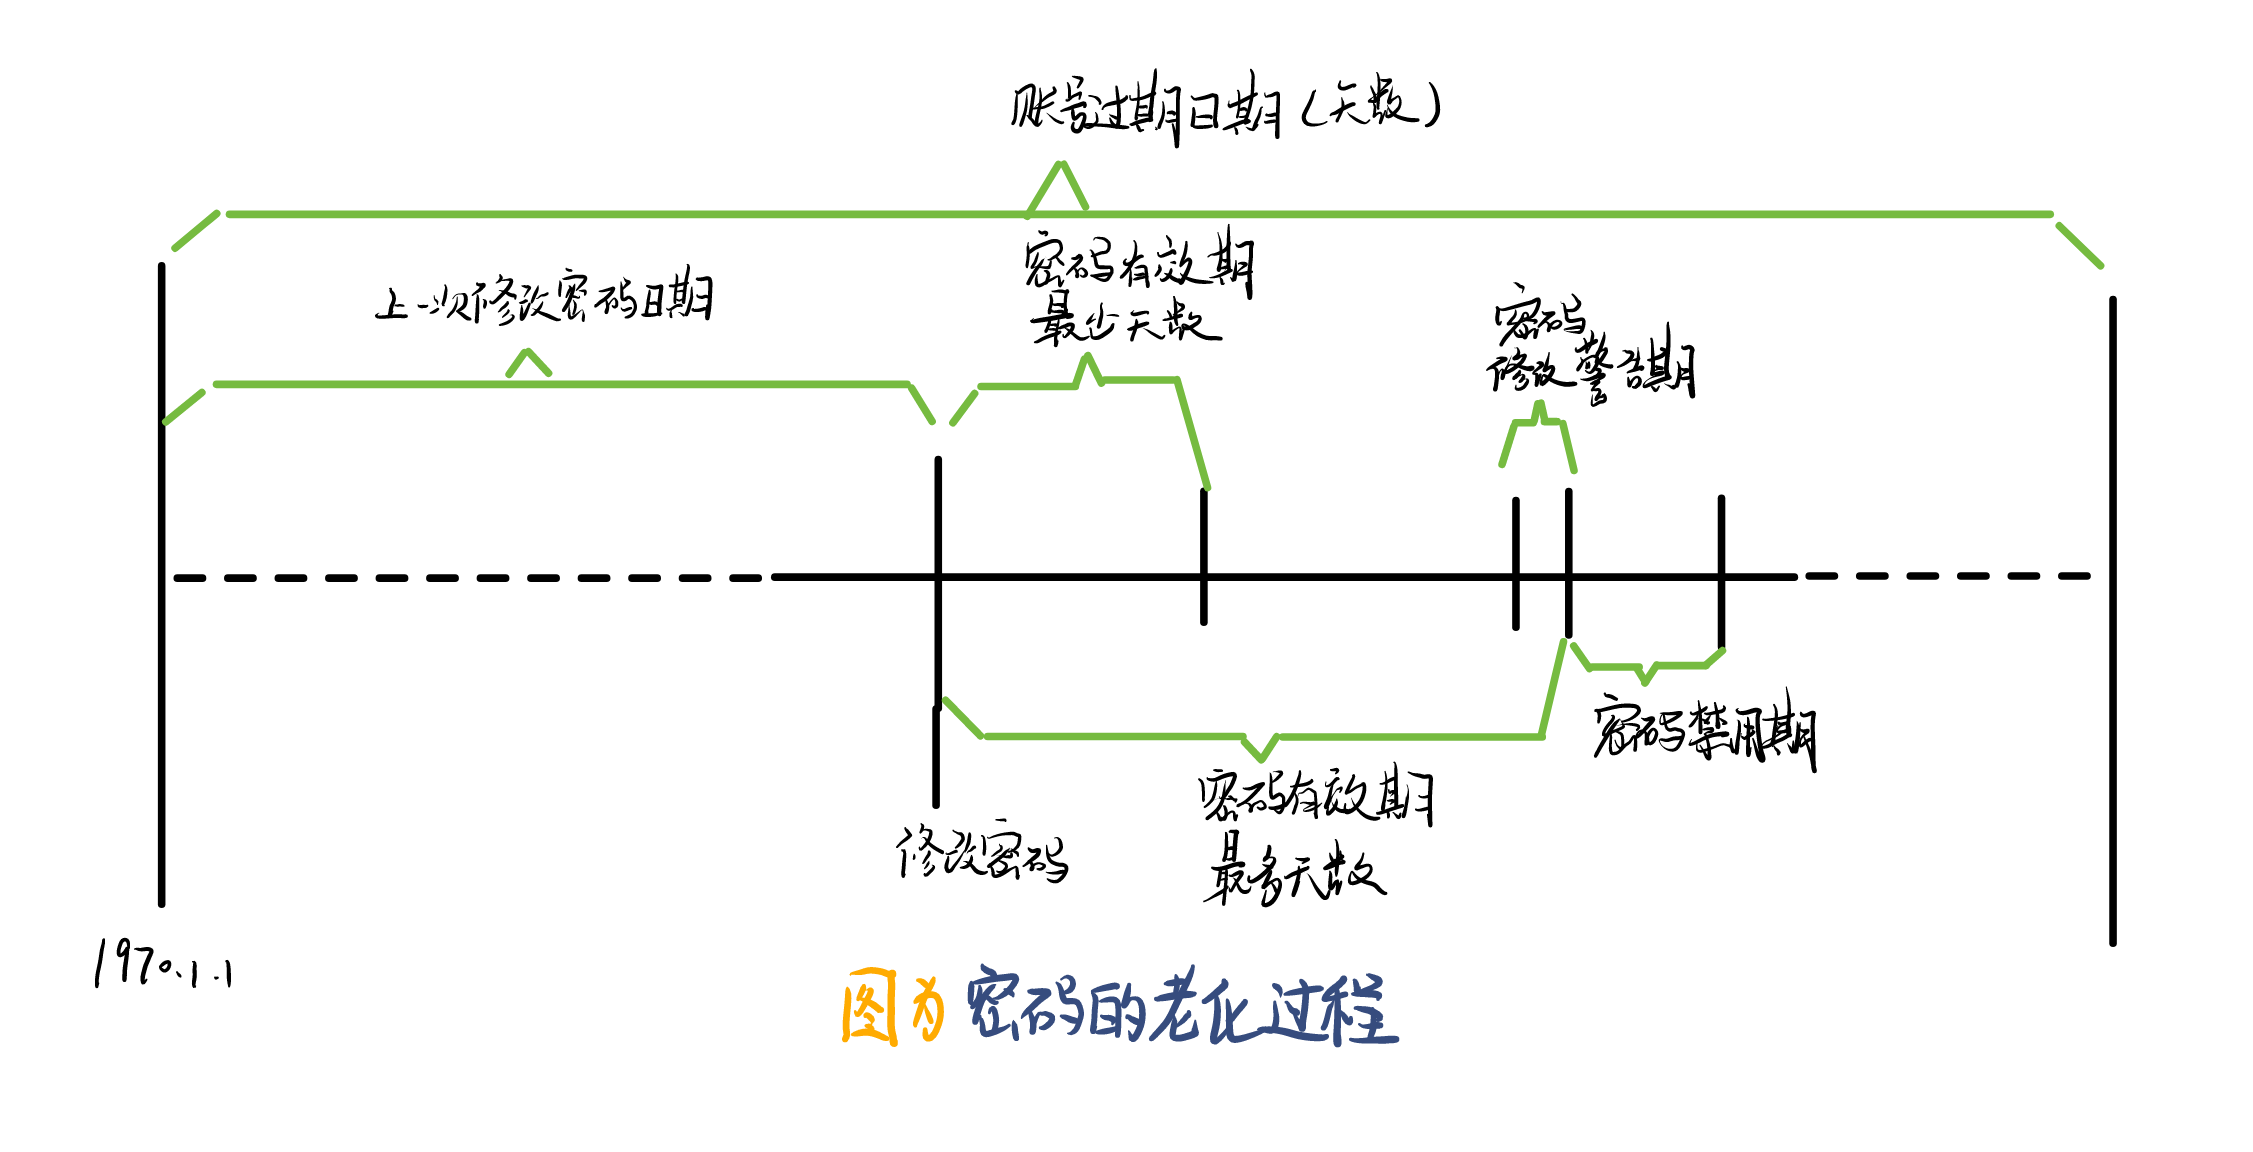 账号过期日期(天数)
上一次修改密码日期
密码有效期
最少天数
密码
修改警告期
密码禁用期
密码有效期
最多天数
修改密码
1970.1.1
图为 密码的老化过程